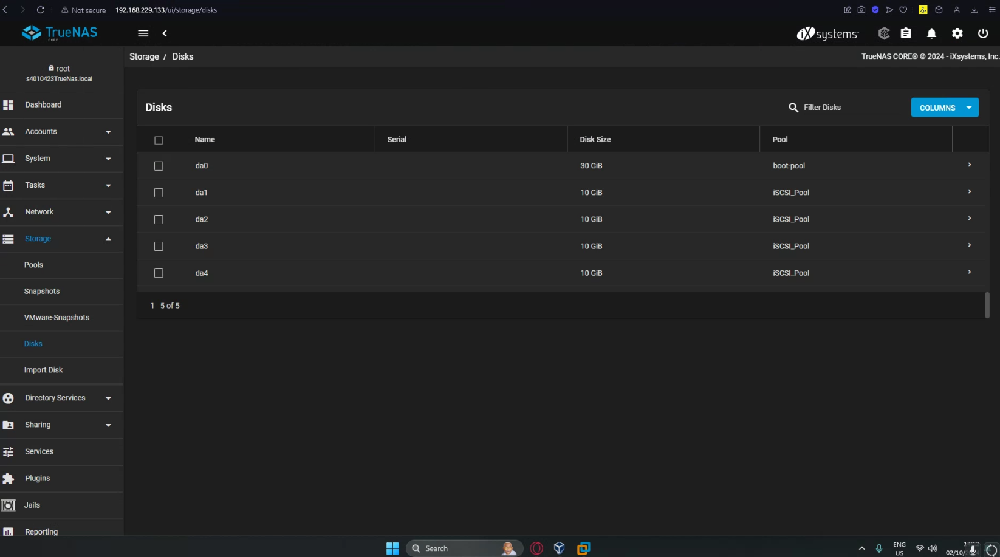 Not secure 192.168.229.133/ui/storage/disks
TrueNAS
CORE
iXsystems
root
s4010423TrueNas.local
Storage / Disks
TrueNAS CORE® © 2024 - iXsystems, Inc.
Dashboard
Accounts
System
Tasks
Network
Storage
Pools
Snapshots
VMware-Snapshots
Disks
Import Disk
Directory Services
Sharing
Services
Plugins
Jails
Reporting
Disks
Filter Disks
COLUMNS
Name Serial Disk Size Pool
da0 30 GiB boot-pool
da1 10 GiB iSCSI_Pool
da2 10 GiB iSCSI_Pool
da3 10 GiB iSCSI_Pool
da4 10 GiB iSCSI_Pool
1 - 5 of 5
Search
ENG
US
02/10